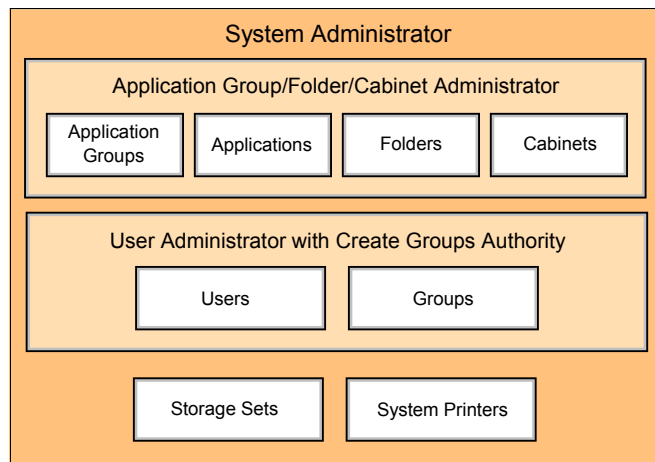 System Administrator
Application Group/Folder/Cabinet Administrator
Application
Groups
Applications
Folders
Cabinets
User Administrator with Create Groups Authority
Users
Groups
Storage Sets
System Printers